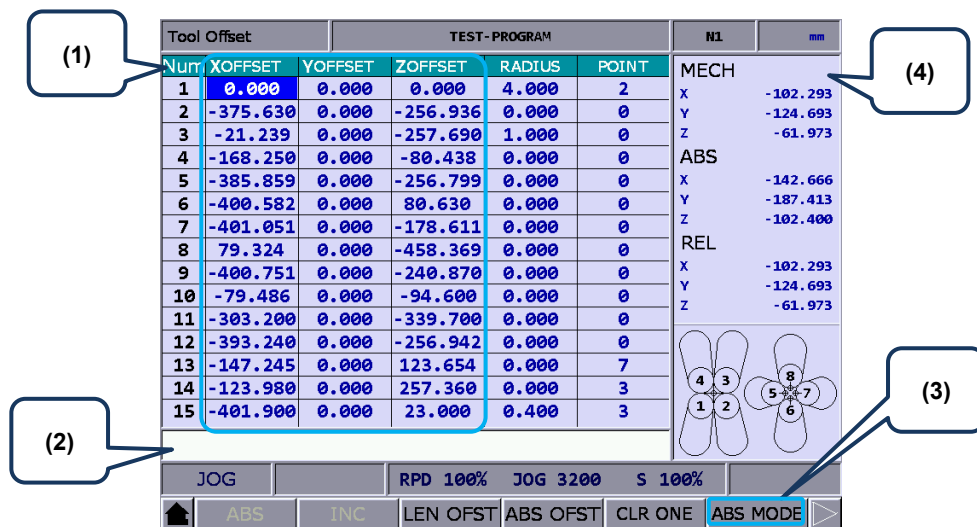 Tool Offset TEST-PROGRAM N1 mm
(1)
Num XOFFSET YOFFSET ZOFFSET RADIUS POINT
1 0.000 0.000 0.000 4.000 2
2 -375.630 0.000 -256.936 0.000 0
3 -21.239 0.000 -257.690 1.000 0
4 -168.250 0.000 -80.438 0.000 0
5 -385.859 0.000 -256.799 0.000 0
6 -400.582 0.000 80.630 0.000 0
7 -401.051 0.000 -178.611 0.000 0
8 79.324 0.000 -458.369 0.000 0
9 -400.751 0.000 -240.870 0.000 0
10 -79.486 0.000 -94.600 0.000 0
11 -303.200 0.000 -339.700 0.000 0
12 -393.240 0.000 -256.942 0.000 0
13 -147.245 0.000 123.654 0.000 7
14 -123.980 0.000 257.360 0.000 3
15 -401.900 0.000 23.000 0.400 3
MECH
X -102.293
Y -124.693
Z -61.973
ABS
X -142.666
Y -187.413
Z -102.400
REL
X -102.293
Y -124.693
Z -61.973
(4)
4 3 8
5 7
1 2 6
(3)
(2)
JOG RPD 100% JOG 3200 S 100%
ABS INC LEN OFST ABS OFST CLR ONE ABS MODE